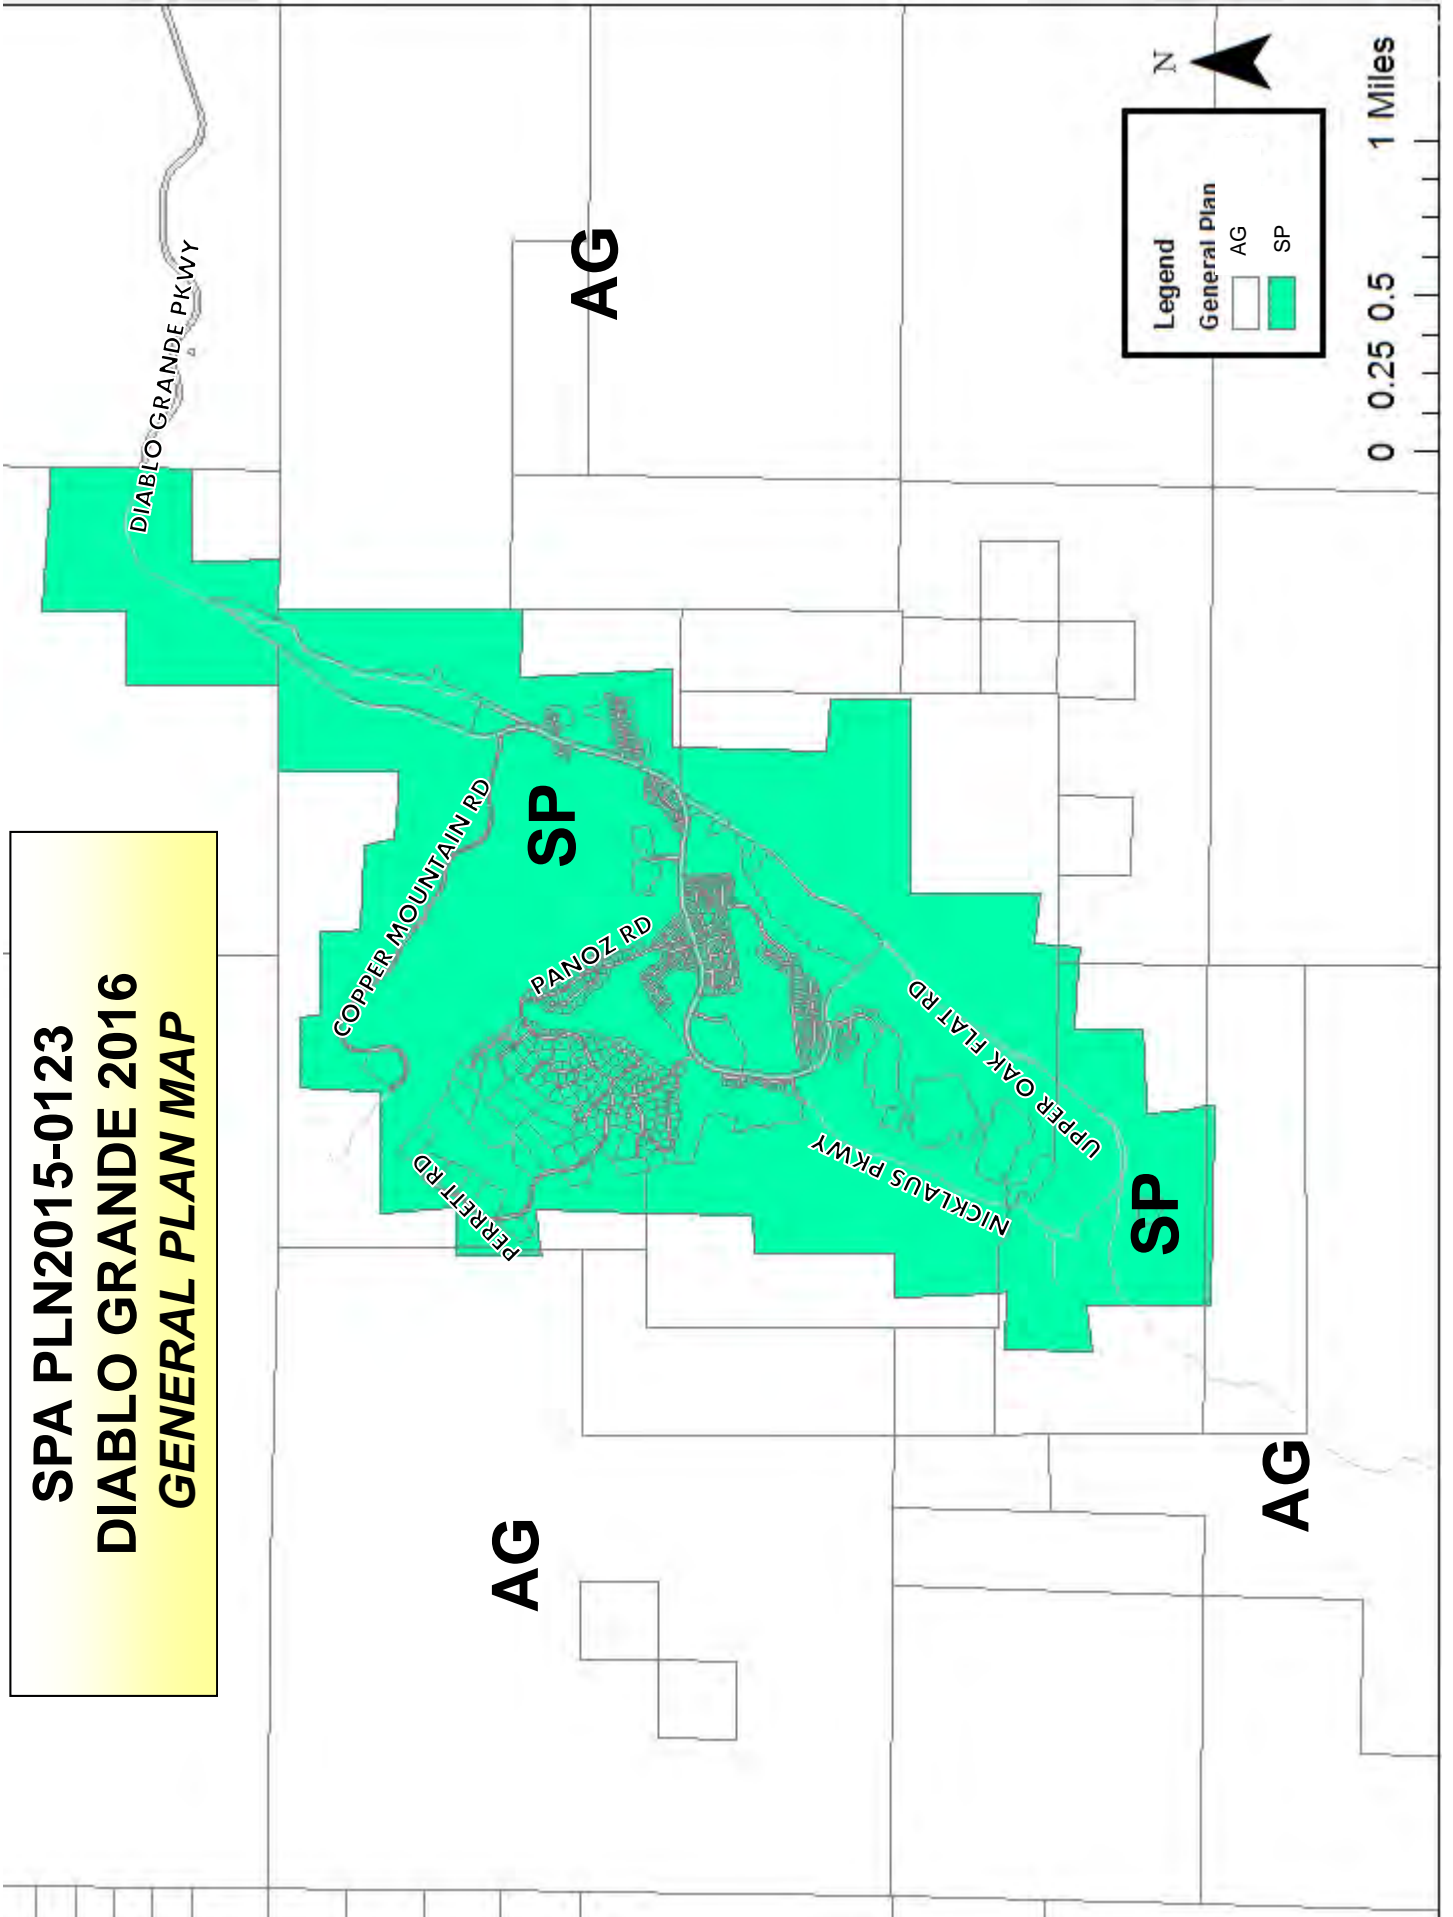 SPA PLN2015-0123
DIABLO GRANDE 2016
GENERAL PLAN MAP
DIABLO GRANDE PKWY
COPPER MOUNTAIN RD
PERRETT RD
PANOZ RD
SP
AG
AG
UPPER OAK FLAT RD
NICKLAUS PKWY
SP
AG
N
Legend
General Plan
AG
SP
0 0.25 0.5 1 Miles